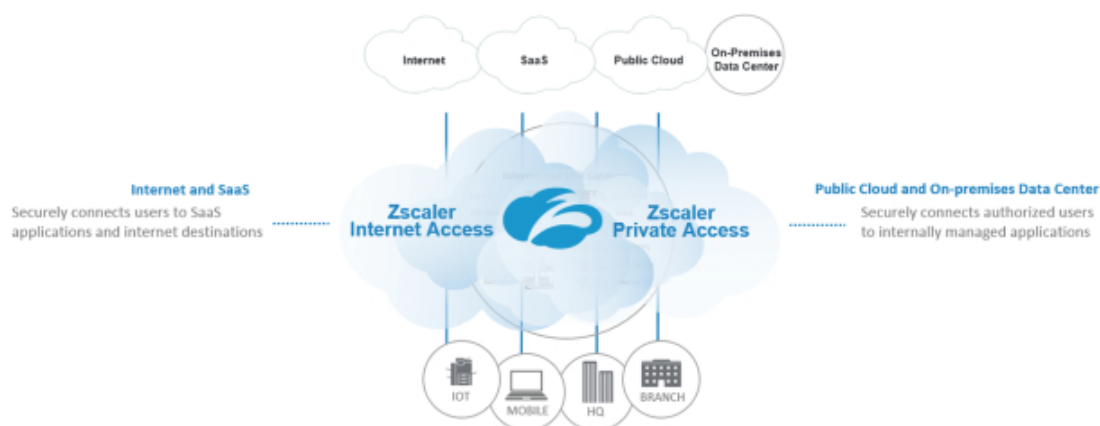 Internet
SaaS
Public Cloud
On-Premises
Data Center
Internet and SaaS
Securely connects users to SaaS
applications and internet destinations
Zscaler
Internet Access
Zscaler
Private Access
Public Cloud and On-premises Data Center
Securely connects authorized users
to internally managed applications
IOT
MOBILE
HQ
BRANCH